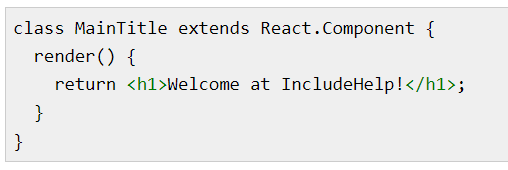 class MainTitle extends React.Component {
  render() {
    return <h1>Welcome at IncludeHelp!</h1>;
  }
}